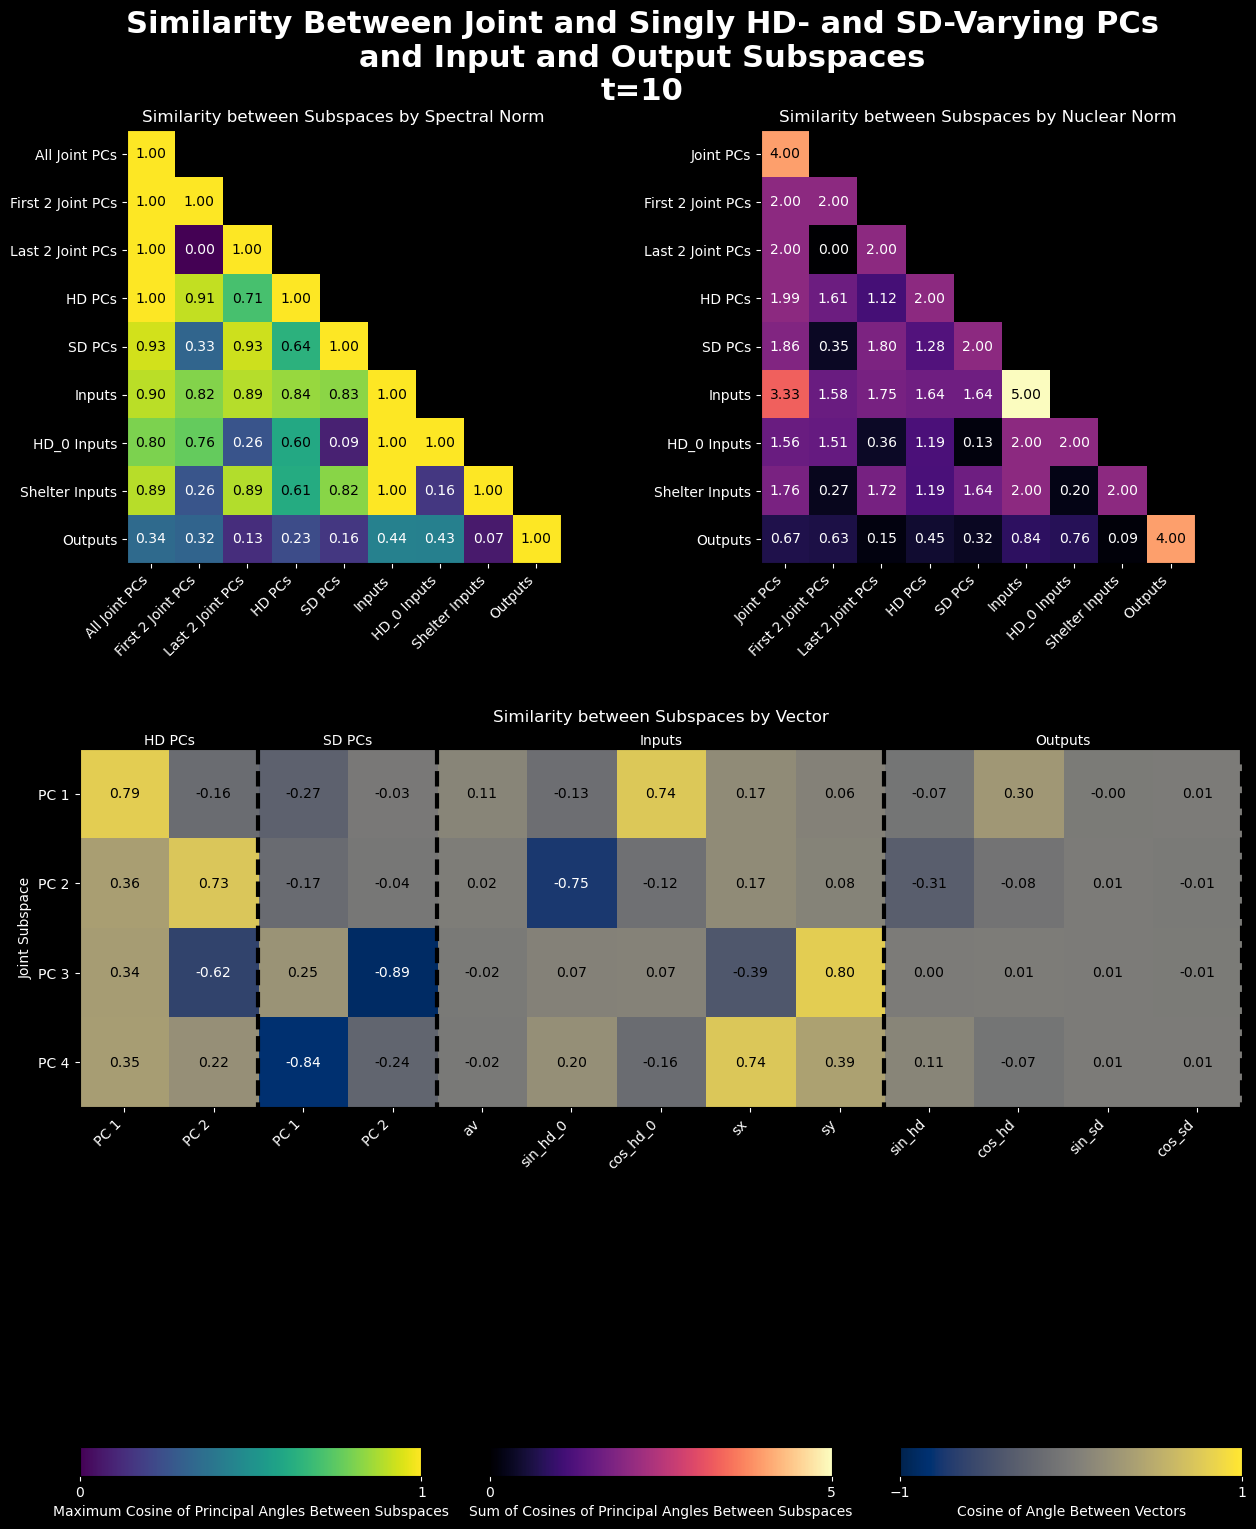 Similarity Between Joint and Singly HD- and SD-Varying PCs
and Input and Output Subspaces
t=10
Similarity between Subspaces by Spectral Norm
All Joint PCs 1.00
First 2 Joint PCs 1.00 1.00
Last 2 Joint PCs 1.00 0.00 1.00
HD PCs 1.00 0.91 0.71 1.00
SD PCs 0.93 0.33 0.93 0.64 1.00
Inputs 0.90 0.82 0.89 0.84 0.83 1.00
HD_0 Inputs 0.80 0.76 0.26 0.60 0.09 1.00 1.00
Shelter Inputs 0.89 0.26 0.89 0.61 0.82 1.00 0.16 1.00
Outputs 0.34 0.32 0.13 0.23 0.16 0.44 0.43 0.07 1.00
All Joint PCs First 2 Joint PCs Last 2 Joint PCs HD PCs SD PCs Inputs HD_0 Inputs Shelter Inputs Outputs
Similarity between Subspaces by Nuclear Norm
Joint PCs 4.00
First 2 Joint PCs 2.00 2.00
Last 2 Joint PCs 2.00 0.00 2.00
HD PCs 1.99 1.61 1.12 2.00
SD PCs 1.86 0.35 1.80 1.28 2.00
Inputs 3.33 1.58 1.75 1.64 1.64 5.00
HD_0 Inputs 1.56 1.51 0.36 1.19 0.13 2.00 2.00
Shelter Inputs 1.76 0.27 1.72 1.19 1.64 2.00 0.20 2.00
Outputs 0.67 0.63 0.15 0.45 0.32 0.84 0.76 0.09 4.00
Joint PCs First 2 Joint PCs Last 2 Joint PCs HD PCs SD PCs Inputs HD_0 Inputs Shelter Inputs Outputs
Similarity between Subspaces by Vector
HD PCs SD PCs Inputs Outputs
Joint Subspace
PC 1 0.79 -0.16 -0.27 -0.03 0.11 -0.13 0.74 0.17 0.06 -0.07 0.30 -0.00 0.01
PC 2 0.36 0.73 -0.17 -0.04 0.02 -0.75 -0.12 0.17 0.08 -0.31 -0.08 0.01 -0.01
PC 3 0.34 -0.62 0.25 -0.89 -0.02 0.07 0.07 -0.39 0.80 0.00 0.01 0.01 -0.01
PC 4 0.35 0.22 -0.84 -0.24 -0.02 0.20 -0.16 0.74 0.39 0.11 -0.07 0.01 0.01
PC 1 PC 2 PC 1 PC 2 av sin_hd_0 cos_hd_0 sx sy sin_hd cos_hd sin_sd cos_sd
0 1
Maximum Cosine of Principal Angles Between Subspaces
0 5
Sum of Cosines of Principal Angles Between Subspaces
−1 1
Cosine of Angle Between Vectors